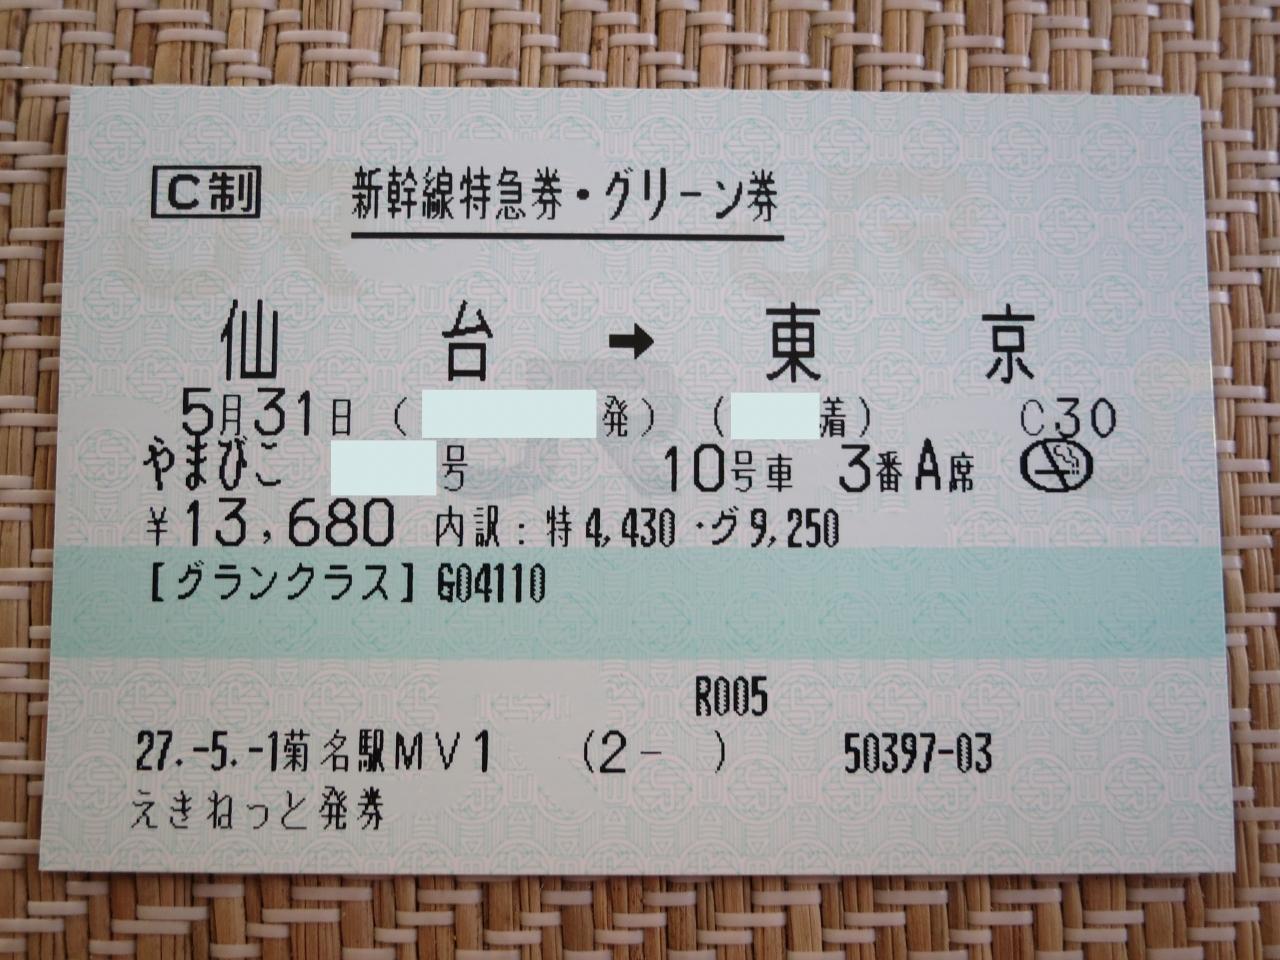 C制 新幹線特急券・グリーン券
仙台 → 東京
5月31日 ( 発) ( 着) C30
やまびこ 号 10号車 3番A席
¥13,680 内訳:特4,430・グ9,250
【グランクラス】G04110
R005
27.-5.-1菊名駅MV1 (2- ) 50397-03
えきねっと発券